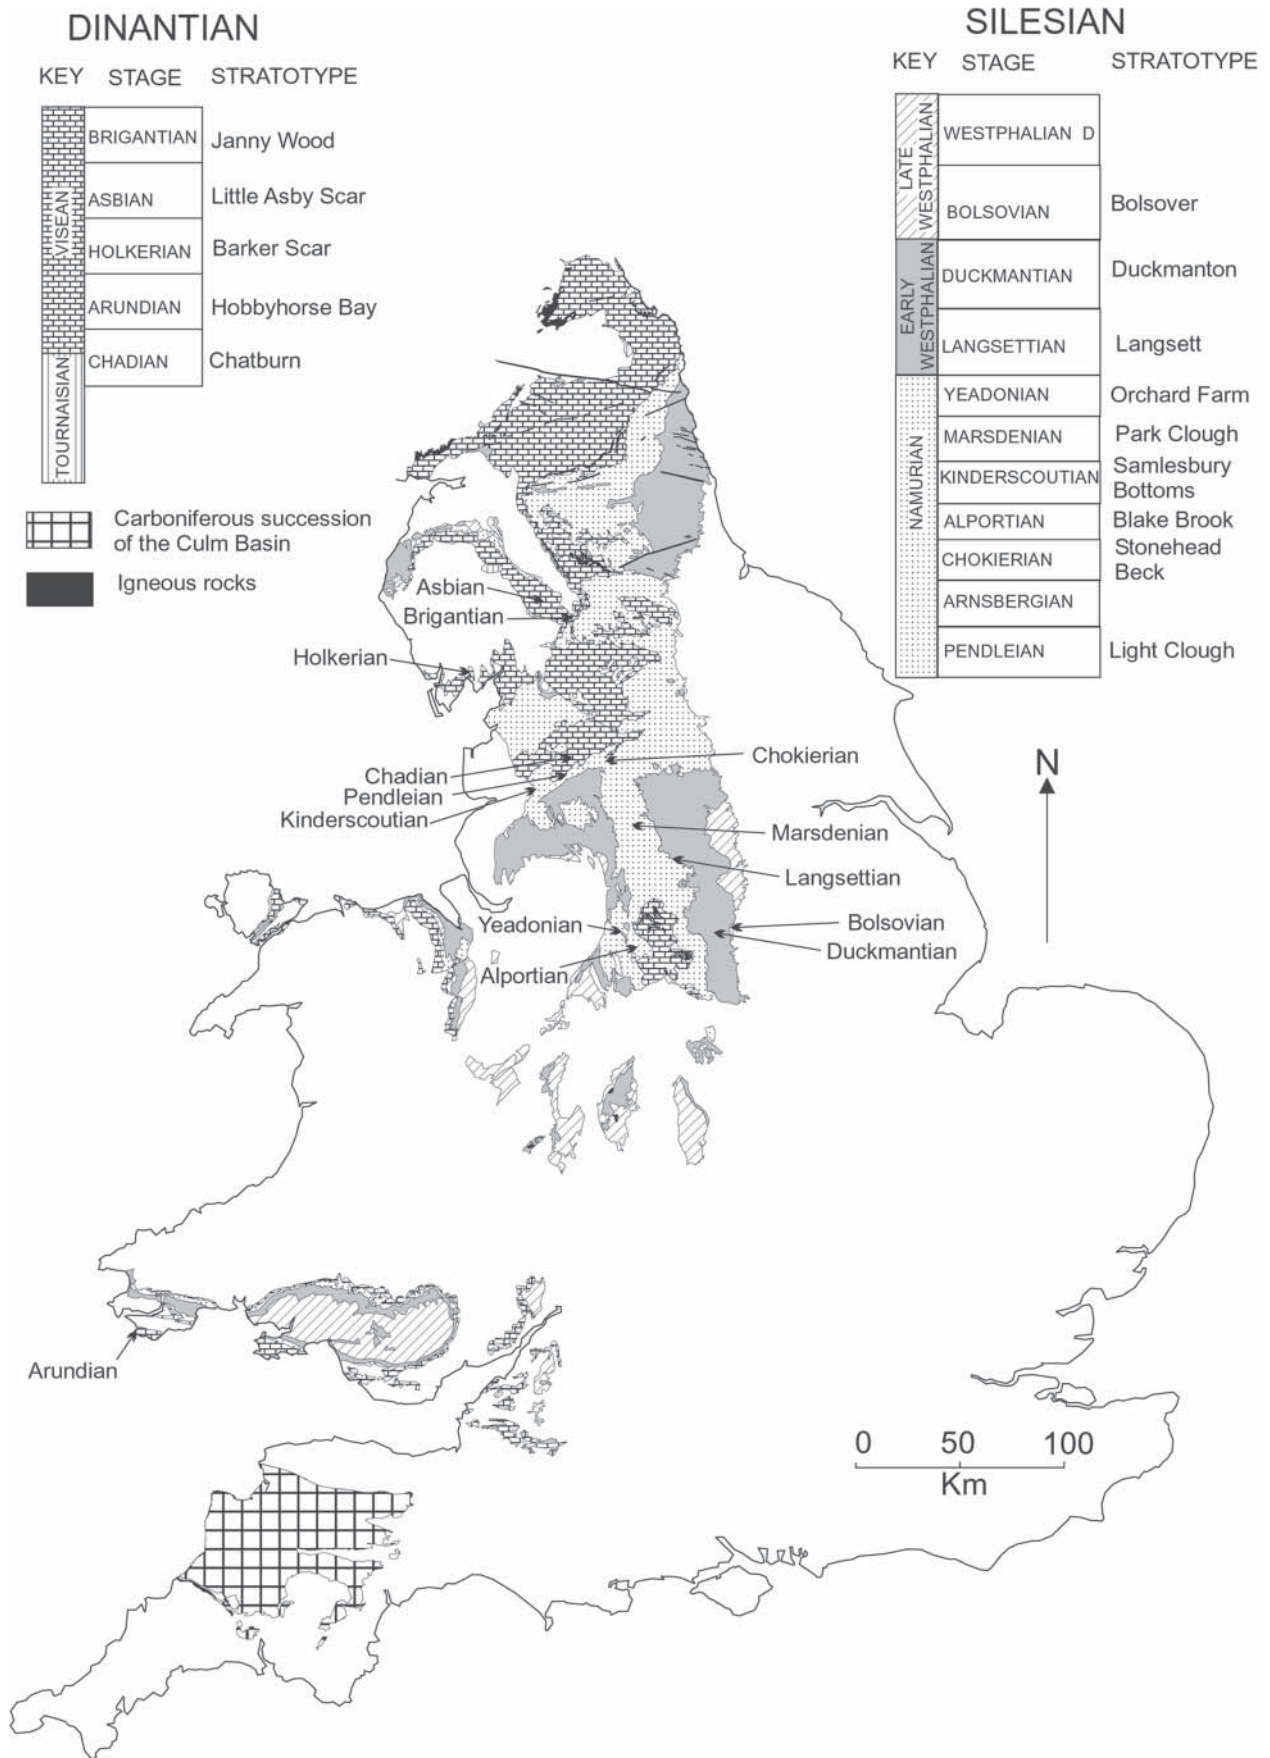 DINANTIAN
KEY STAGE STRATOTYPE
VISEAN
TOURNAISIAN
BRIGANTIAN Janny Wood
ASBIAN Little Asby Scar
HOLKERIAN Barker Scar
ARUNDIAN Hobbyhorse Bay
CHADIAN Chatburn
Carboniferous succession
of the Culm Basin
Igneous rocks
SILESIAN
KEY STAGE STRATOTYPE
LATE
WESTPHALIAN
EARLY
WESTPHALIAN
NAMURIAN
WESTPHALIAN D
BOLSOVIAN Bolsover
DUCKMANTIAN Duckmanton
LANGSETTIAN Langsett
YEADONIAN Orchard Farm
MARSDENIAN Park Clough
KINDERSCOUTIAN Samlesbury
Bottoms
ALPORTIAN Blake Brook
CHOKIERIAN Stonehead
Beck
ARNSBERGIAN
PENDLEIAN Light Clough
Asbian
Brigantian
Holkerian
Chadian
Pendleian
Kinderscoutian
Chokierian
Marsdenian
Langsettian
Yeadonian
Alportian
Bolsovian
Duckmantian
Arundian
N
0 50 100
Km